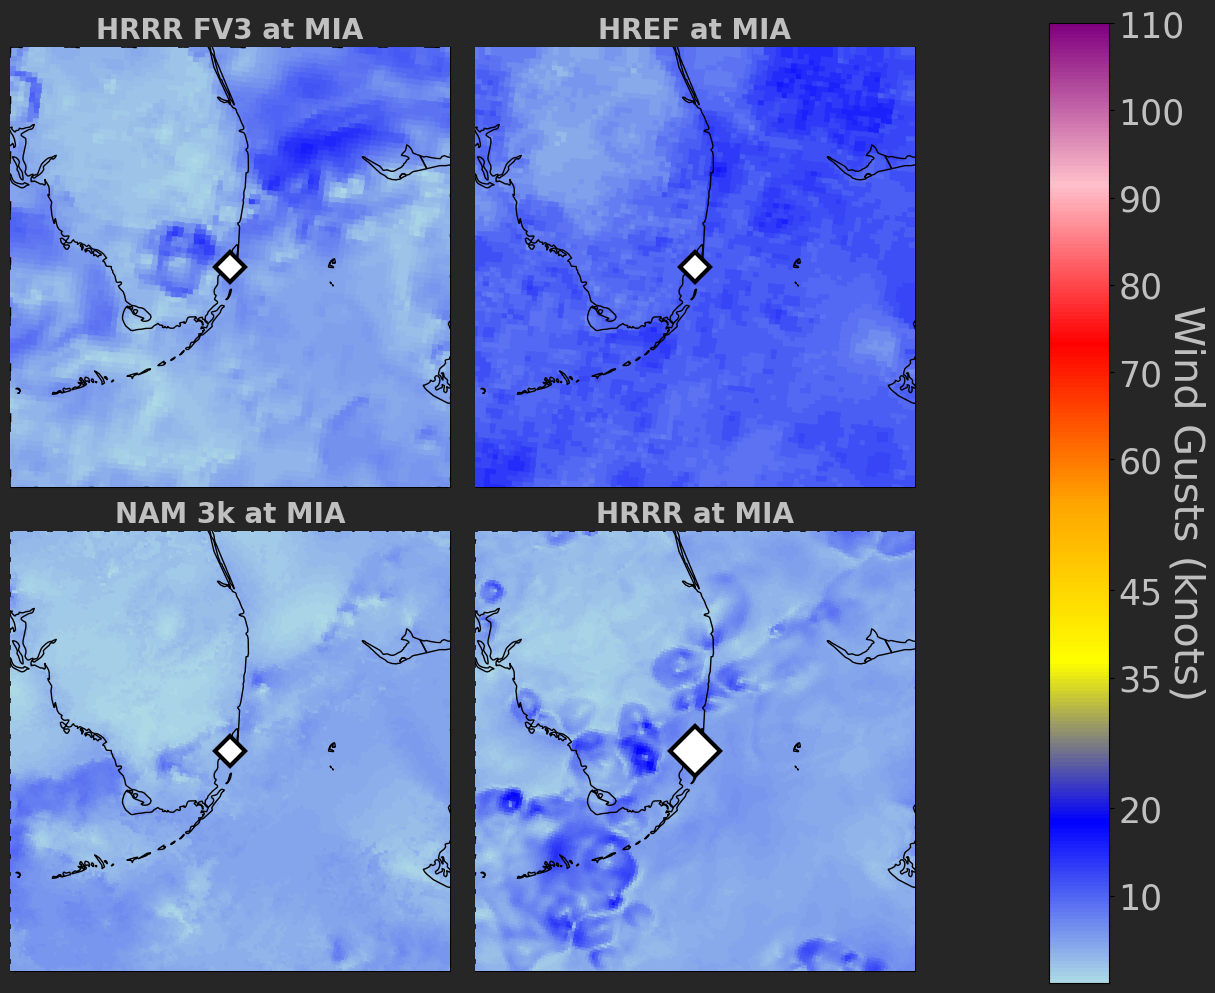 HRRR FV3 at MIA
HREF at MIA
NAM 3k at MIA
HRRR at MIA
110
100
90
80
70
60
45
35
20
10
Wind Gusts (knots)